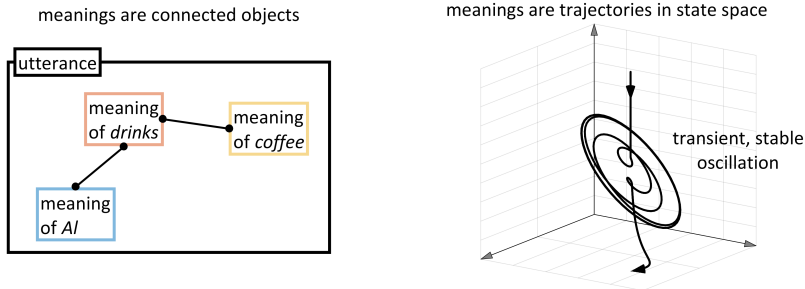 meanings are connected objects
utterance
meaning
of drinks
meaning
of coffee
meaning
of Al
meanings are trajectories in state space
transient, stable
oscillation